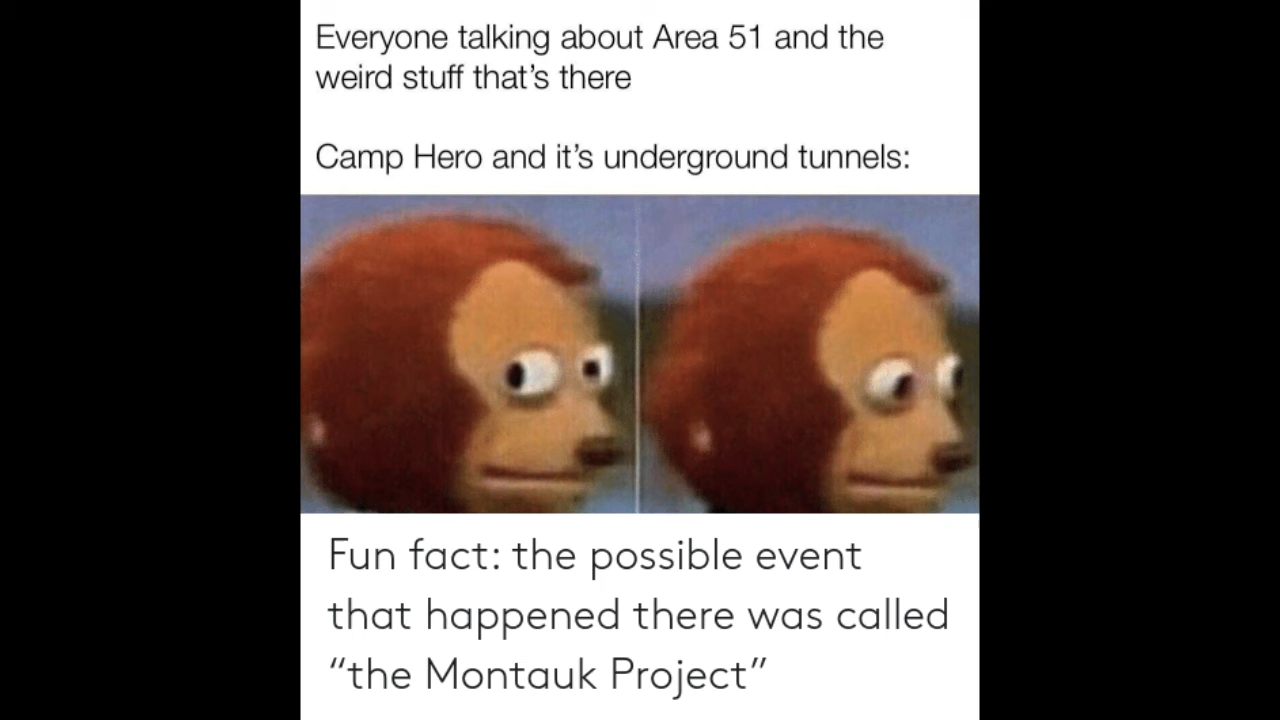 Everyone talking about Area 51 and the
weird stuff that's there
Camp Hero and it's underground tunnels:
Fun fact: the possible event
that happened there was called
“the Montauk Project”